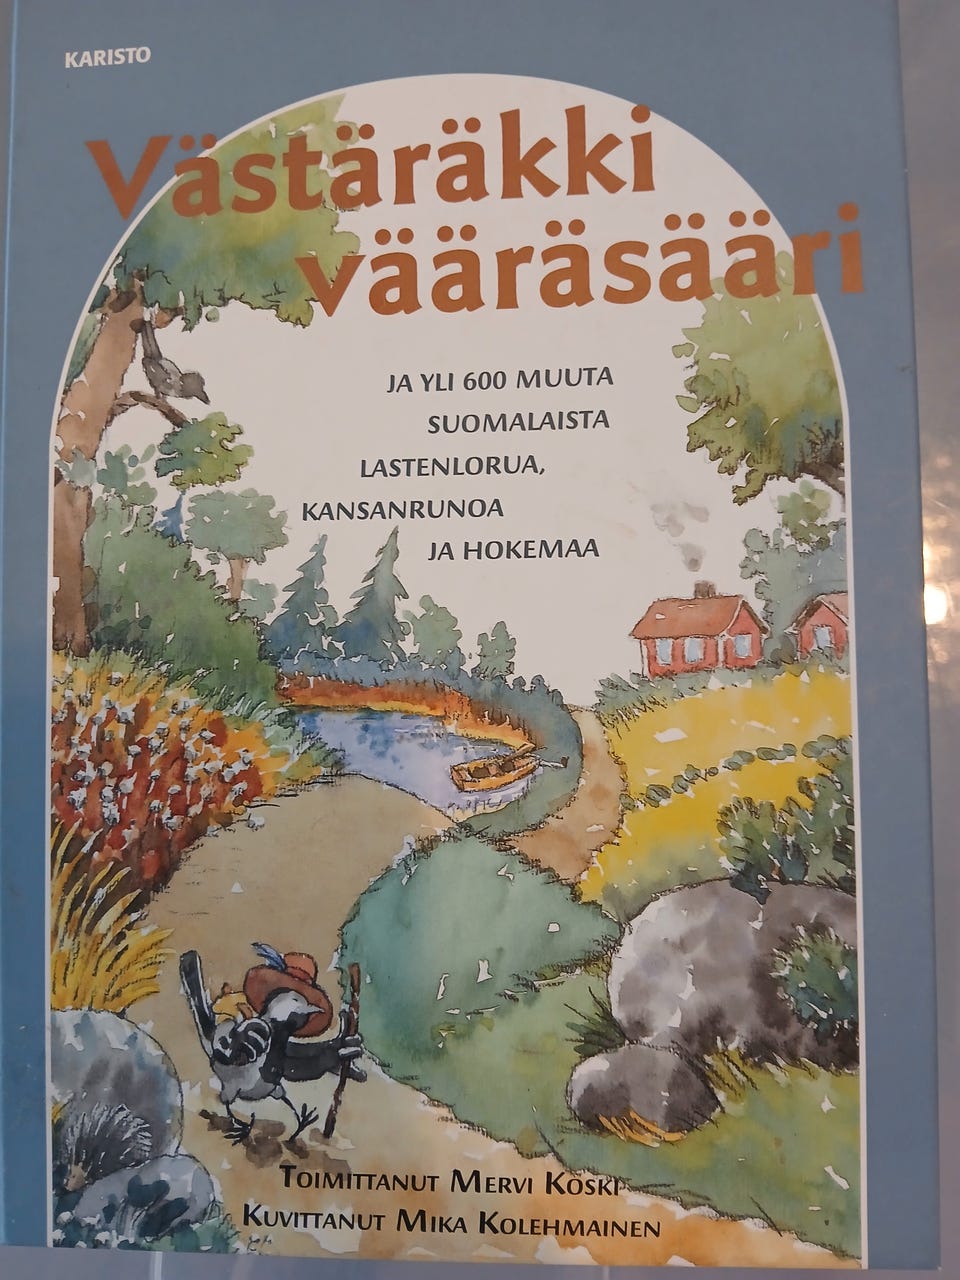 KARISTO
Västäräkki
vääräsääri
JA YLI 600 MUUTA
SUOMALAISTA
LASTENLORUA,
KANSANRUNOA
JA HOKEMAA
TOIMITTANUT MERVI KOSKI
KUVITTANUT MIKA KOLEHMAINEN